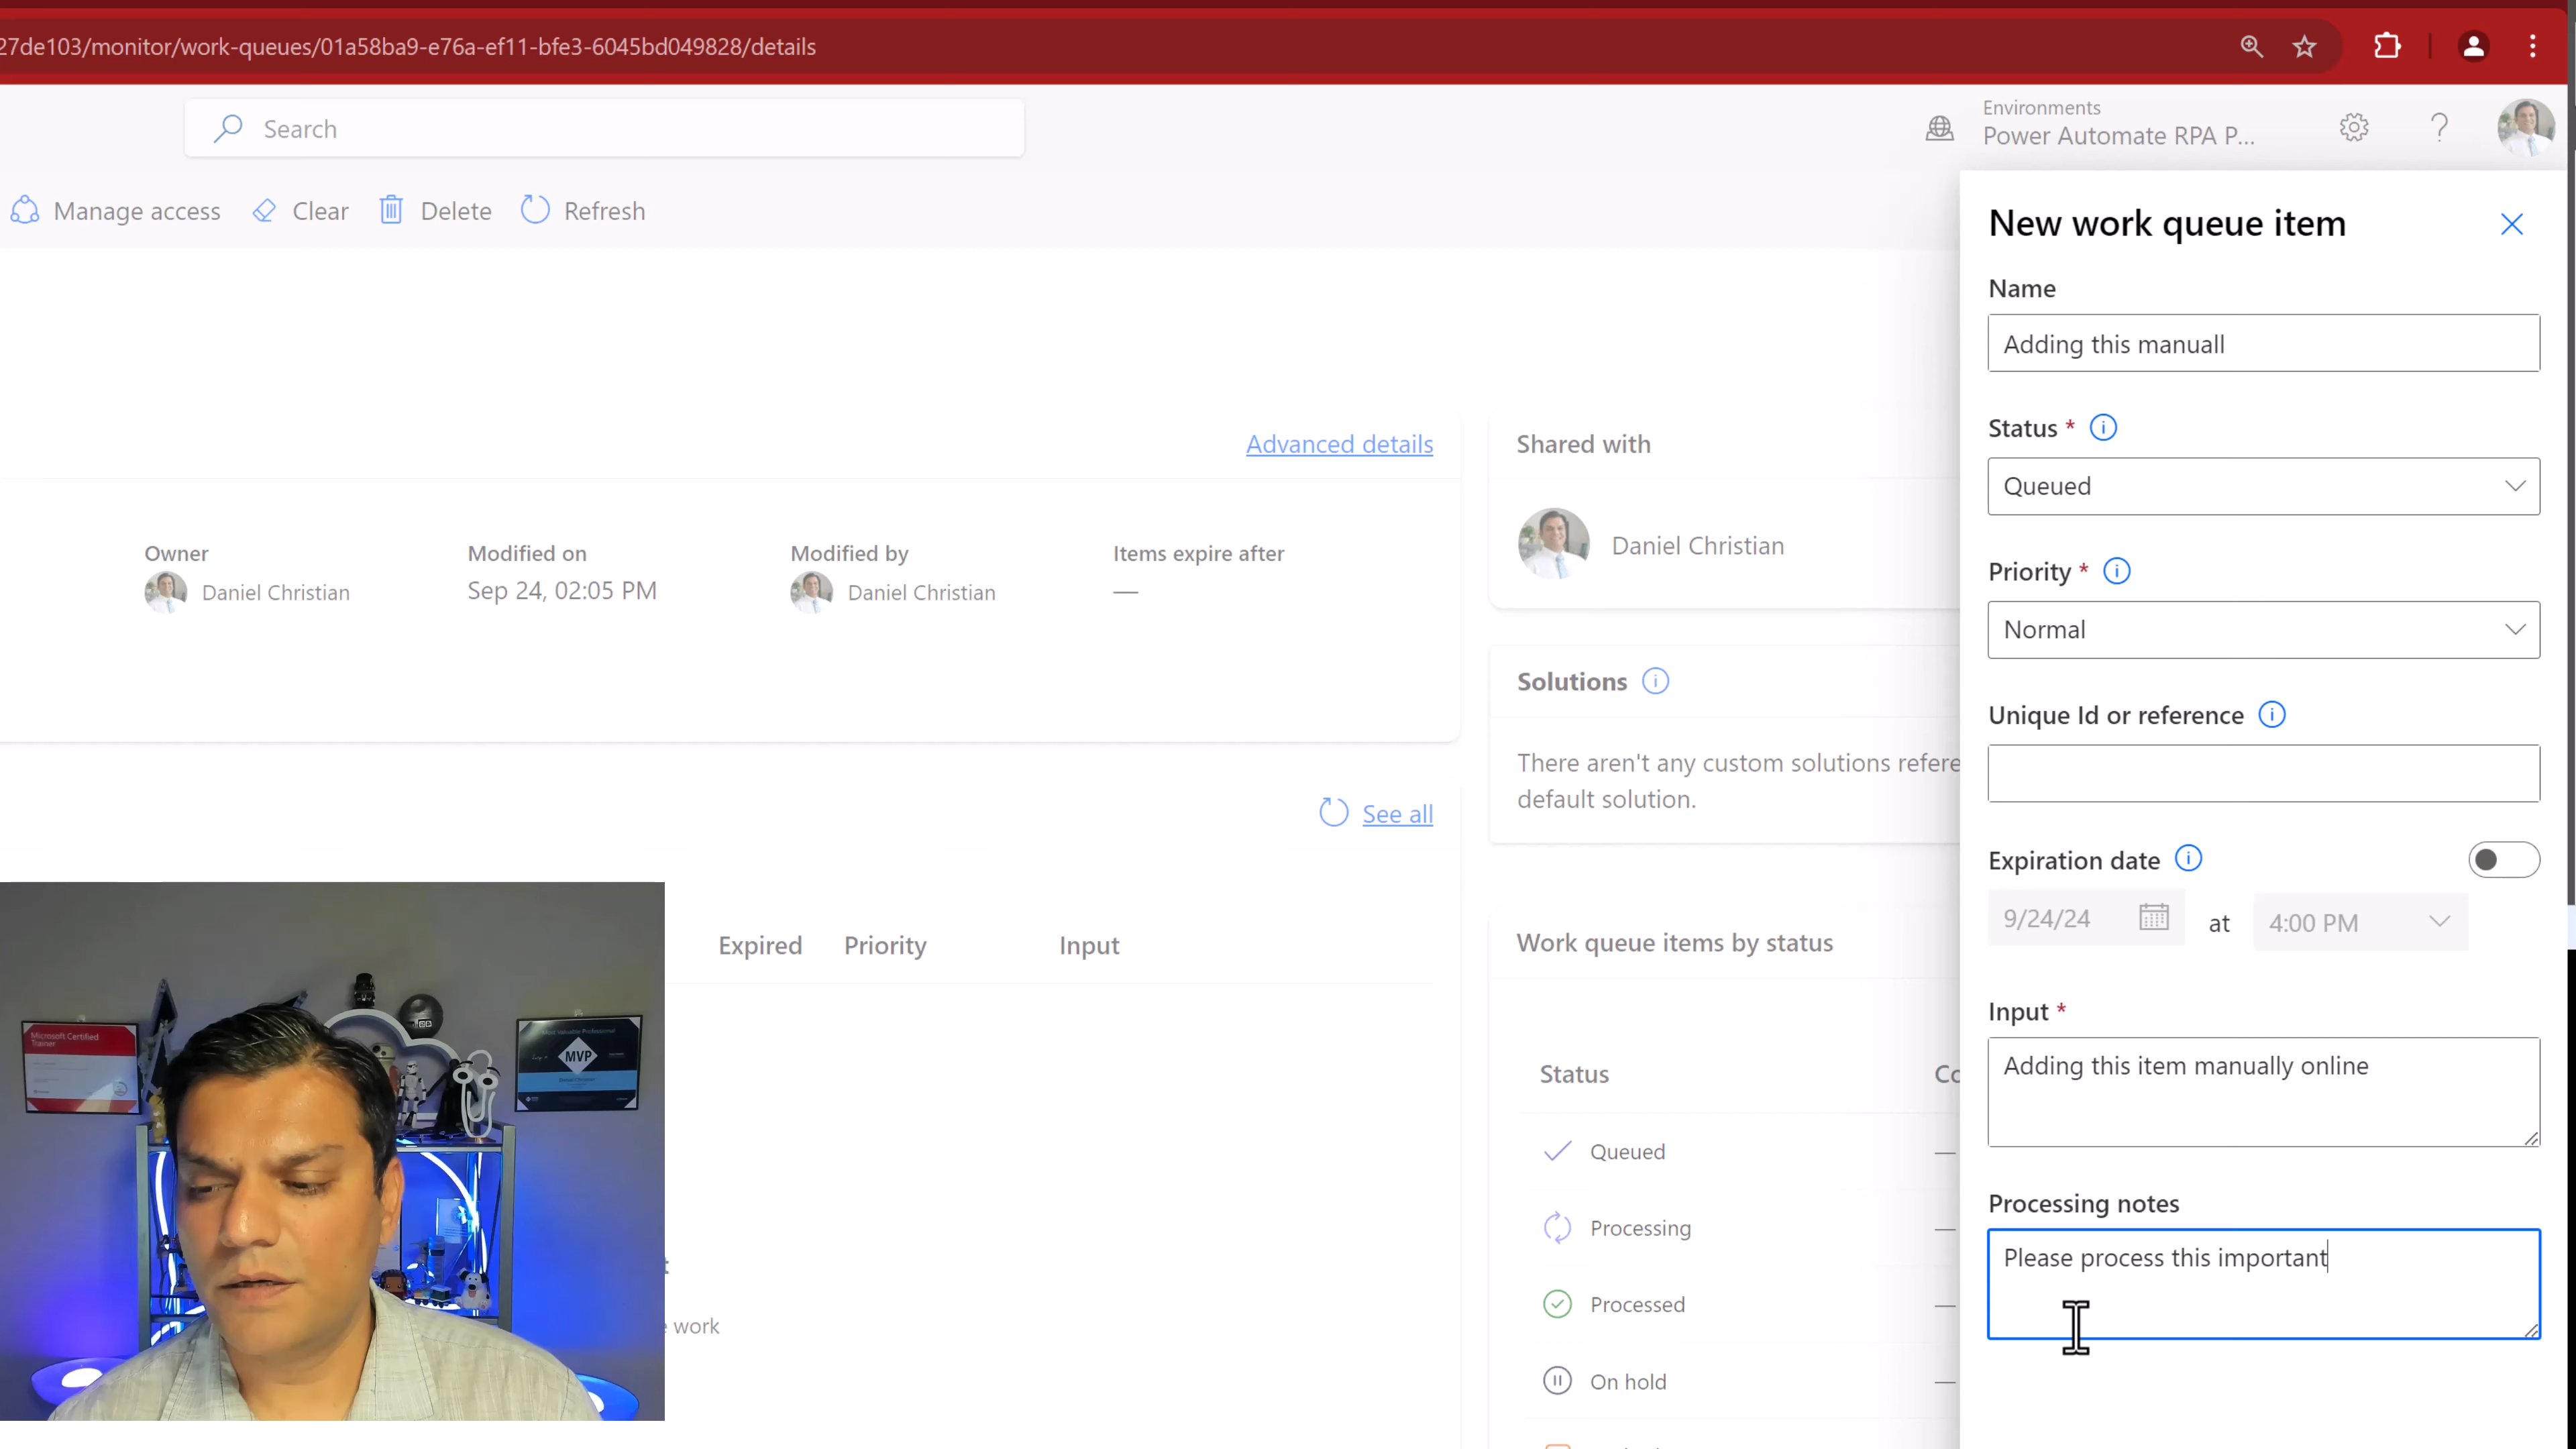 27de103/monitor/work-queues/01a58ba9-e76a-ef11-bfe3-6045bd049828/details
Search
Environments
Power Automate RPA P...
Manage access
Clear
Delete
Refresh
Advanced details
Owner
Modified on
Modified by
Items expire after
Daniel Christian
Sep 24, 02:05 PM
Daniel Christian
—
See all
Expired
Priority
Input
work
Microsoft Certified
Trainer
MVP
Shared with
Daniel Christian
Solutions
There aren't any custom solutions refere
default solution.
Work queue items by status
Status
Co
Queued
—
Processing
—
Processed
—
On hold
—
New work queue item
Name
Adding this manuall
Status *
Queued
Priority *
Normal
Unique Id or reference
Expiration date
9/24/24
at
4:00 PM
Input *
Adding this item manually online
Processing notes
Please process this important